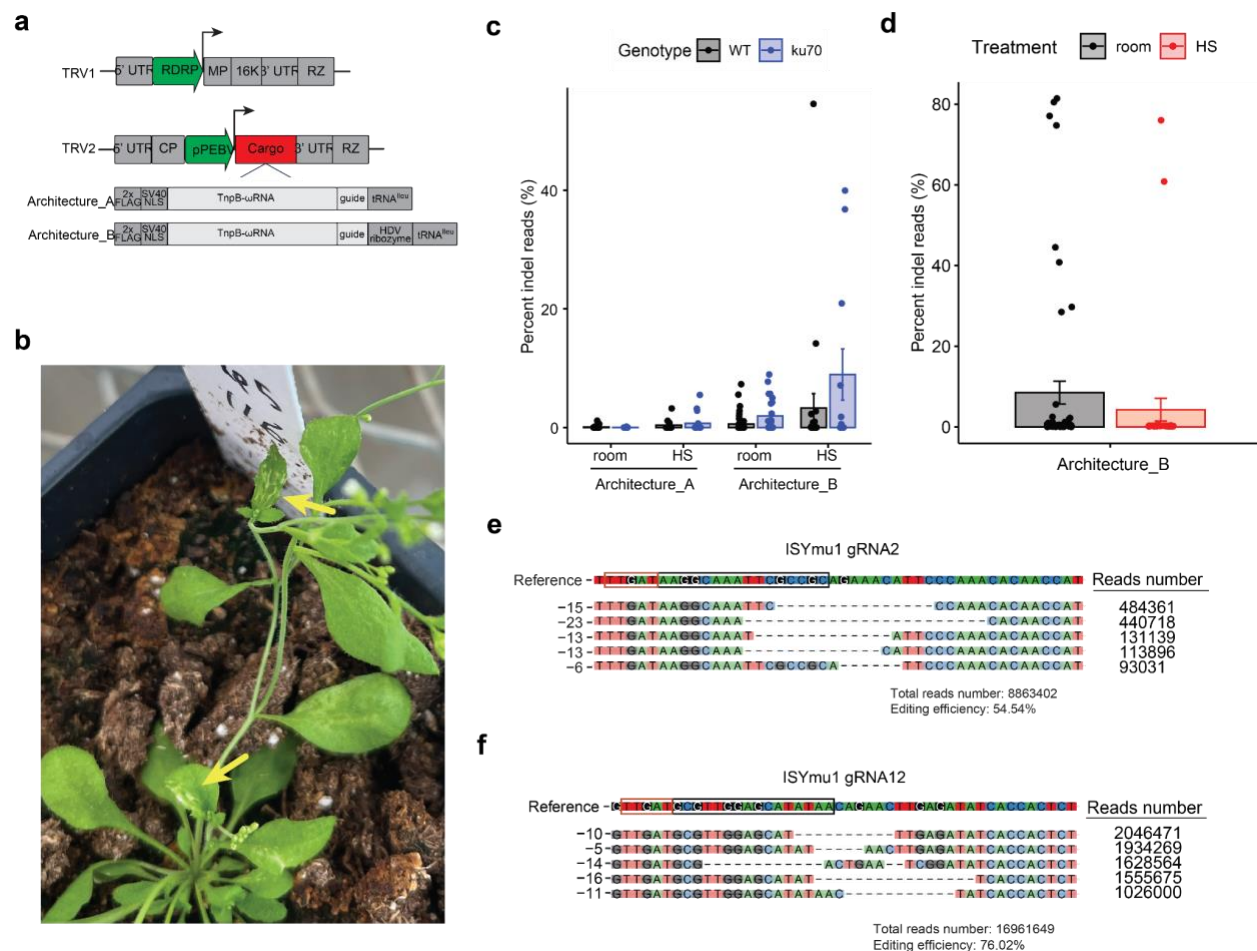 a
TRV1
5' UTR RDRP MP 16K 3' UTR RZ
TRV2
5' UTR CP pPEBV Cargo 3' UTR RZ
Architecture_A 2x FLAG SV40 NLS TnpB-ωRNA guide tRNAIleu
Architecture_B 2x FLAG SV40 NLS TnpB-ωRNA guide HDV ribozyme tRNAIleu
b
c
Genotype WT ku70
Percent indel reads (%)
40
20
0
room HS room HS
Architecture_A Architecture_B
d
Treatment room HS
Percent indel reads (%)
80
60
40
20
0
Architecture_B
e
ISYmu1 gRNA2
Reference TTTGATAAGGCAAATTCGCCGCAGAAACATTCCCAAACACAACCAT Reads number
-15 TTTGATAAGGCAAATTC---------------CCAAACACAACCAT 484361
-23 TTTGATAAGGCAAA-----------------------CACAACCAT 440718
-13 TTTGATAAGGCAAAT-------------ATTCCCAAACACAACCAT 131139
-13 TTTGATAAGGCAAA-------------CATTCCCAAACACAACCAT 113896
-6 TTTGATAAGGCAAATTCGCCGCA------TTCCCAAACACAACCAT 93031
Total reads number: 8863402
Editing efficiency: 54.54%
f
ISYmu1 gRNA12
Reference GTTGATGCGTTGGAGCATATAACAGAACTTGAGATATCACCACTCT Reads number
-10 GTTGATGCGTTGGAGCAT----------TTGAGATATCACCACTCT 2046471
-5 GTTGATGCGTTGGAGCATAT-----AACTTGAGATATCACCACTCT 1934269
-14 GTTGATGCG------------ACTGAA--TCGGATATCACCACTCT 1628564
-16 GTTGATGCGTTGGAGCATAT----------------TCACCACTCT 1555675
-11 GTTGATGCGTTGGAGCATATAAC-----------TATCACCACTCT 1026000
Total reads number: 16961649
Editing efficiency: 76.02%